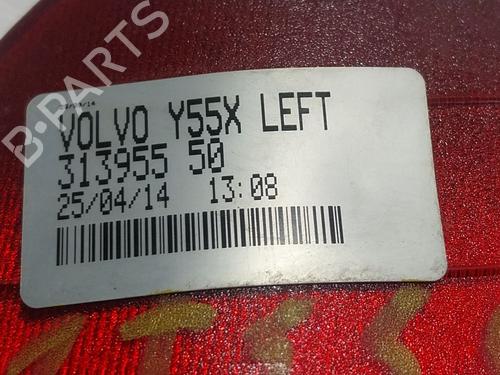 B-PARTS
VOLVO Y55X LEFT
313955 50
25/04/14 13:08